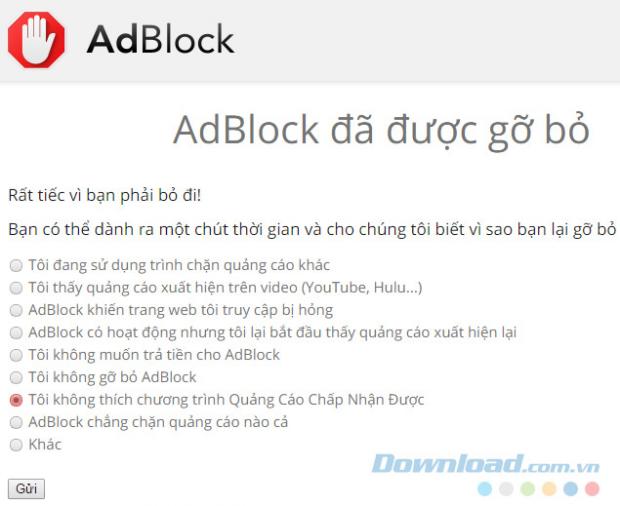 AdBlock
AdBlock đã được gỡ bỏ
Rất tiếc vì bạn phải bỏ đi!
Bạn có thể dành ra một chút thời gian và cho chúng tôi biết vì sao bạn lại gỡ bỏ
Tôi đang sử dụng trình chặn quảng cáo khác
Tôi thấy quảng cáo xuất hiện trên video (YouTube, Hulu...)
AdBlock khiến trang web tôi truy cập bị hỏng
AdBlock có hoạt động nhưng tôi lại bắt đầu thấy quảng cáo xuất hiện lại
Tôi không muốn trả tiền cho AdBlock
Tôi không gỡ bỏ AdBlock
Tôi không thích chương trình Quảng Cáo Chấp Nhận Được
AdBlock chẳng chặn quảng cáo nào cả
Khác
Download.com.vn
Gửi